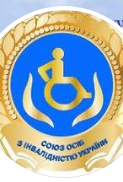 СОЮЗ ОСІБ
З ІНВАЛІДНІСТЮ УКРАЇНИ